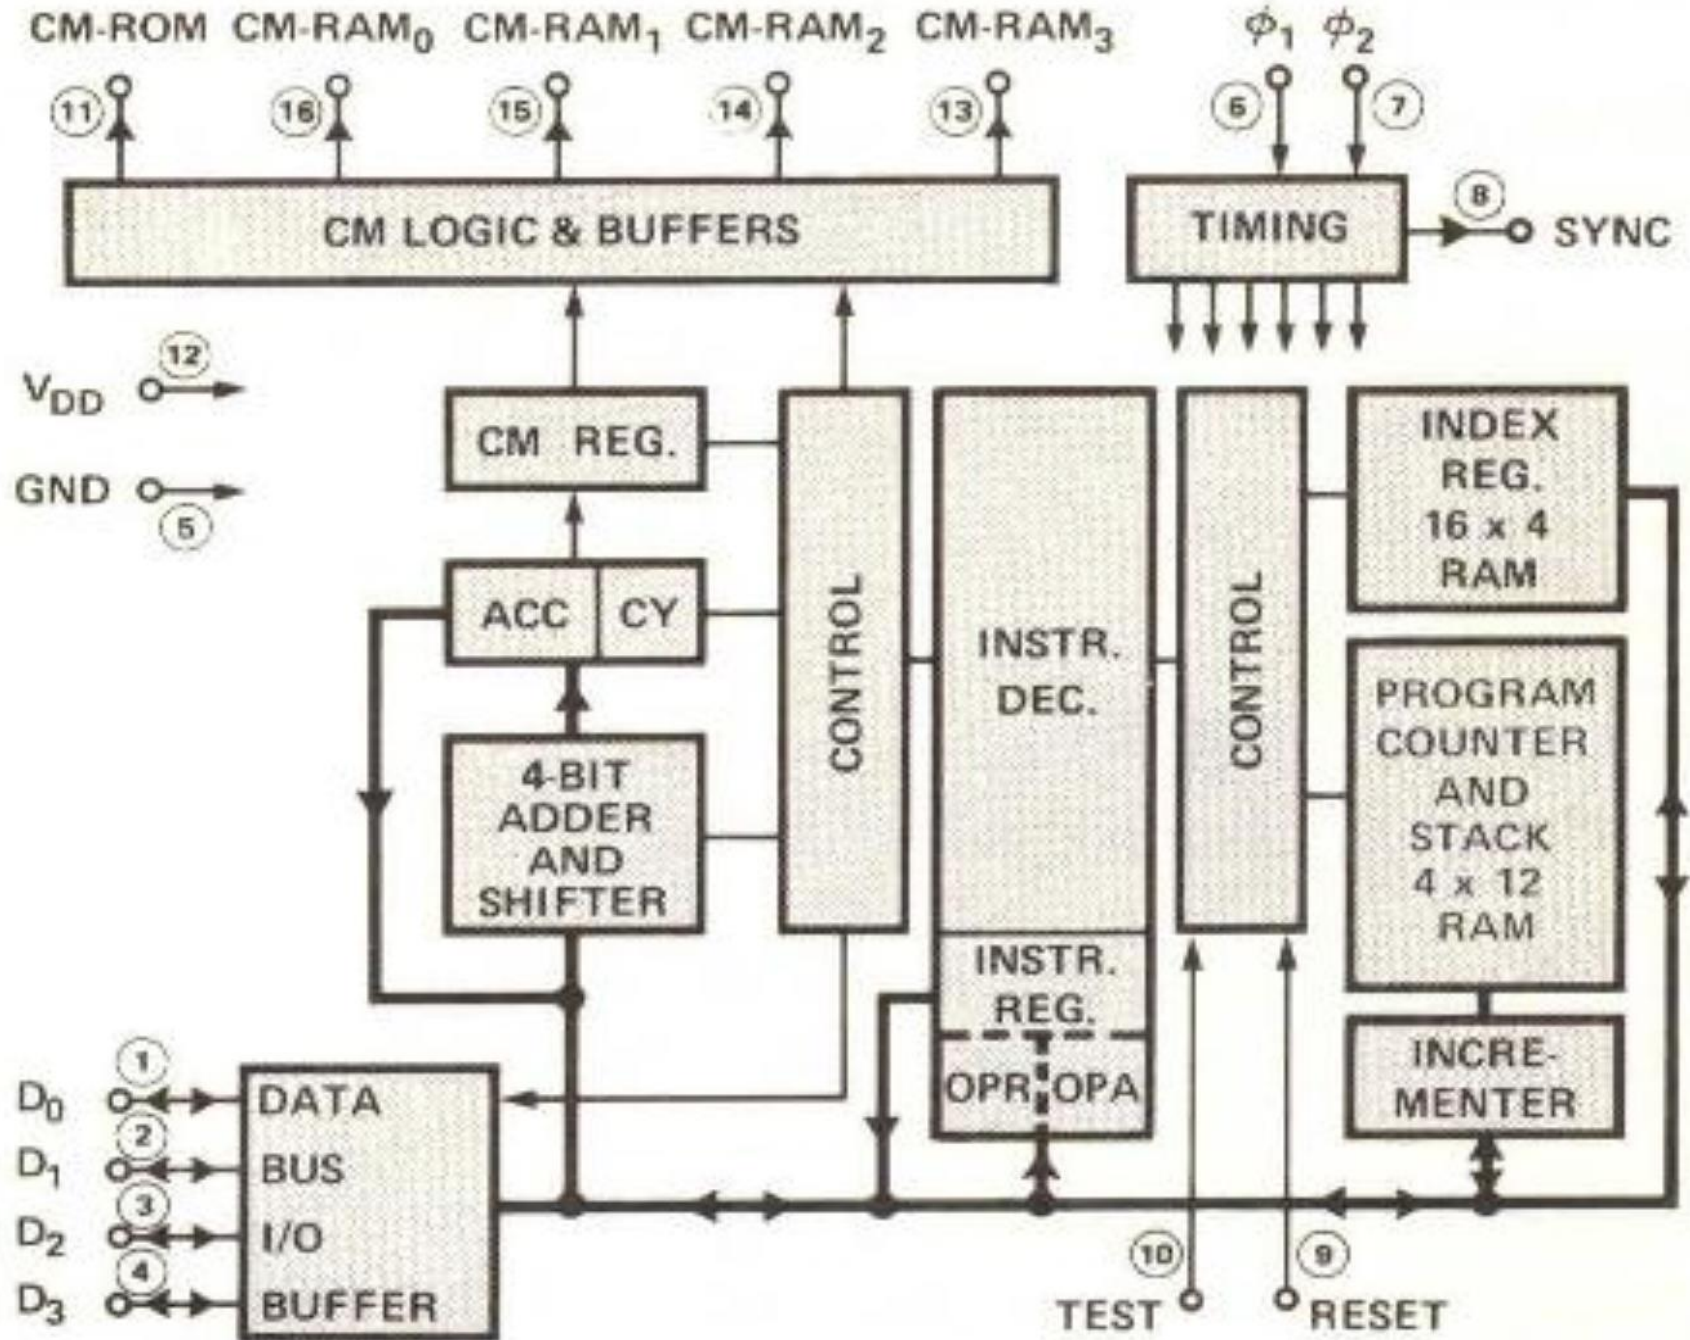 CM-ROM CM-RAM₀ CM-RAM₁ CM-RAM₂ CM-RAM₃ ϕ₁ ϕ₂
11 16 15 14 13 6 7
CM LOGIC & BUFFERS
TIMING
8
SYNC
12
V_DD
GND
5
CM REG.
ACC CY
4-BIT
ADDER
AND
SHIFTER
CONTROL
INSTR.
DEC.
INSTR.
REG.
OPR OPA
CONTROL
INDEX
REG.
16 x 4
RAM
PROGRAM
COUNTER
AND
STACK
4 x 12
RAM
INCRE-
MENTER
1
D₀ DATA
2
D₁ BUS
3
D₂ I/O
4
D₃ BUFFER
10 9
TEST RESET